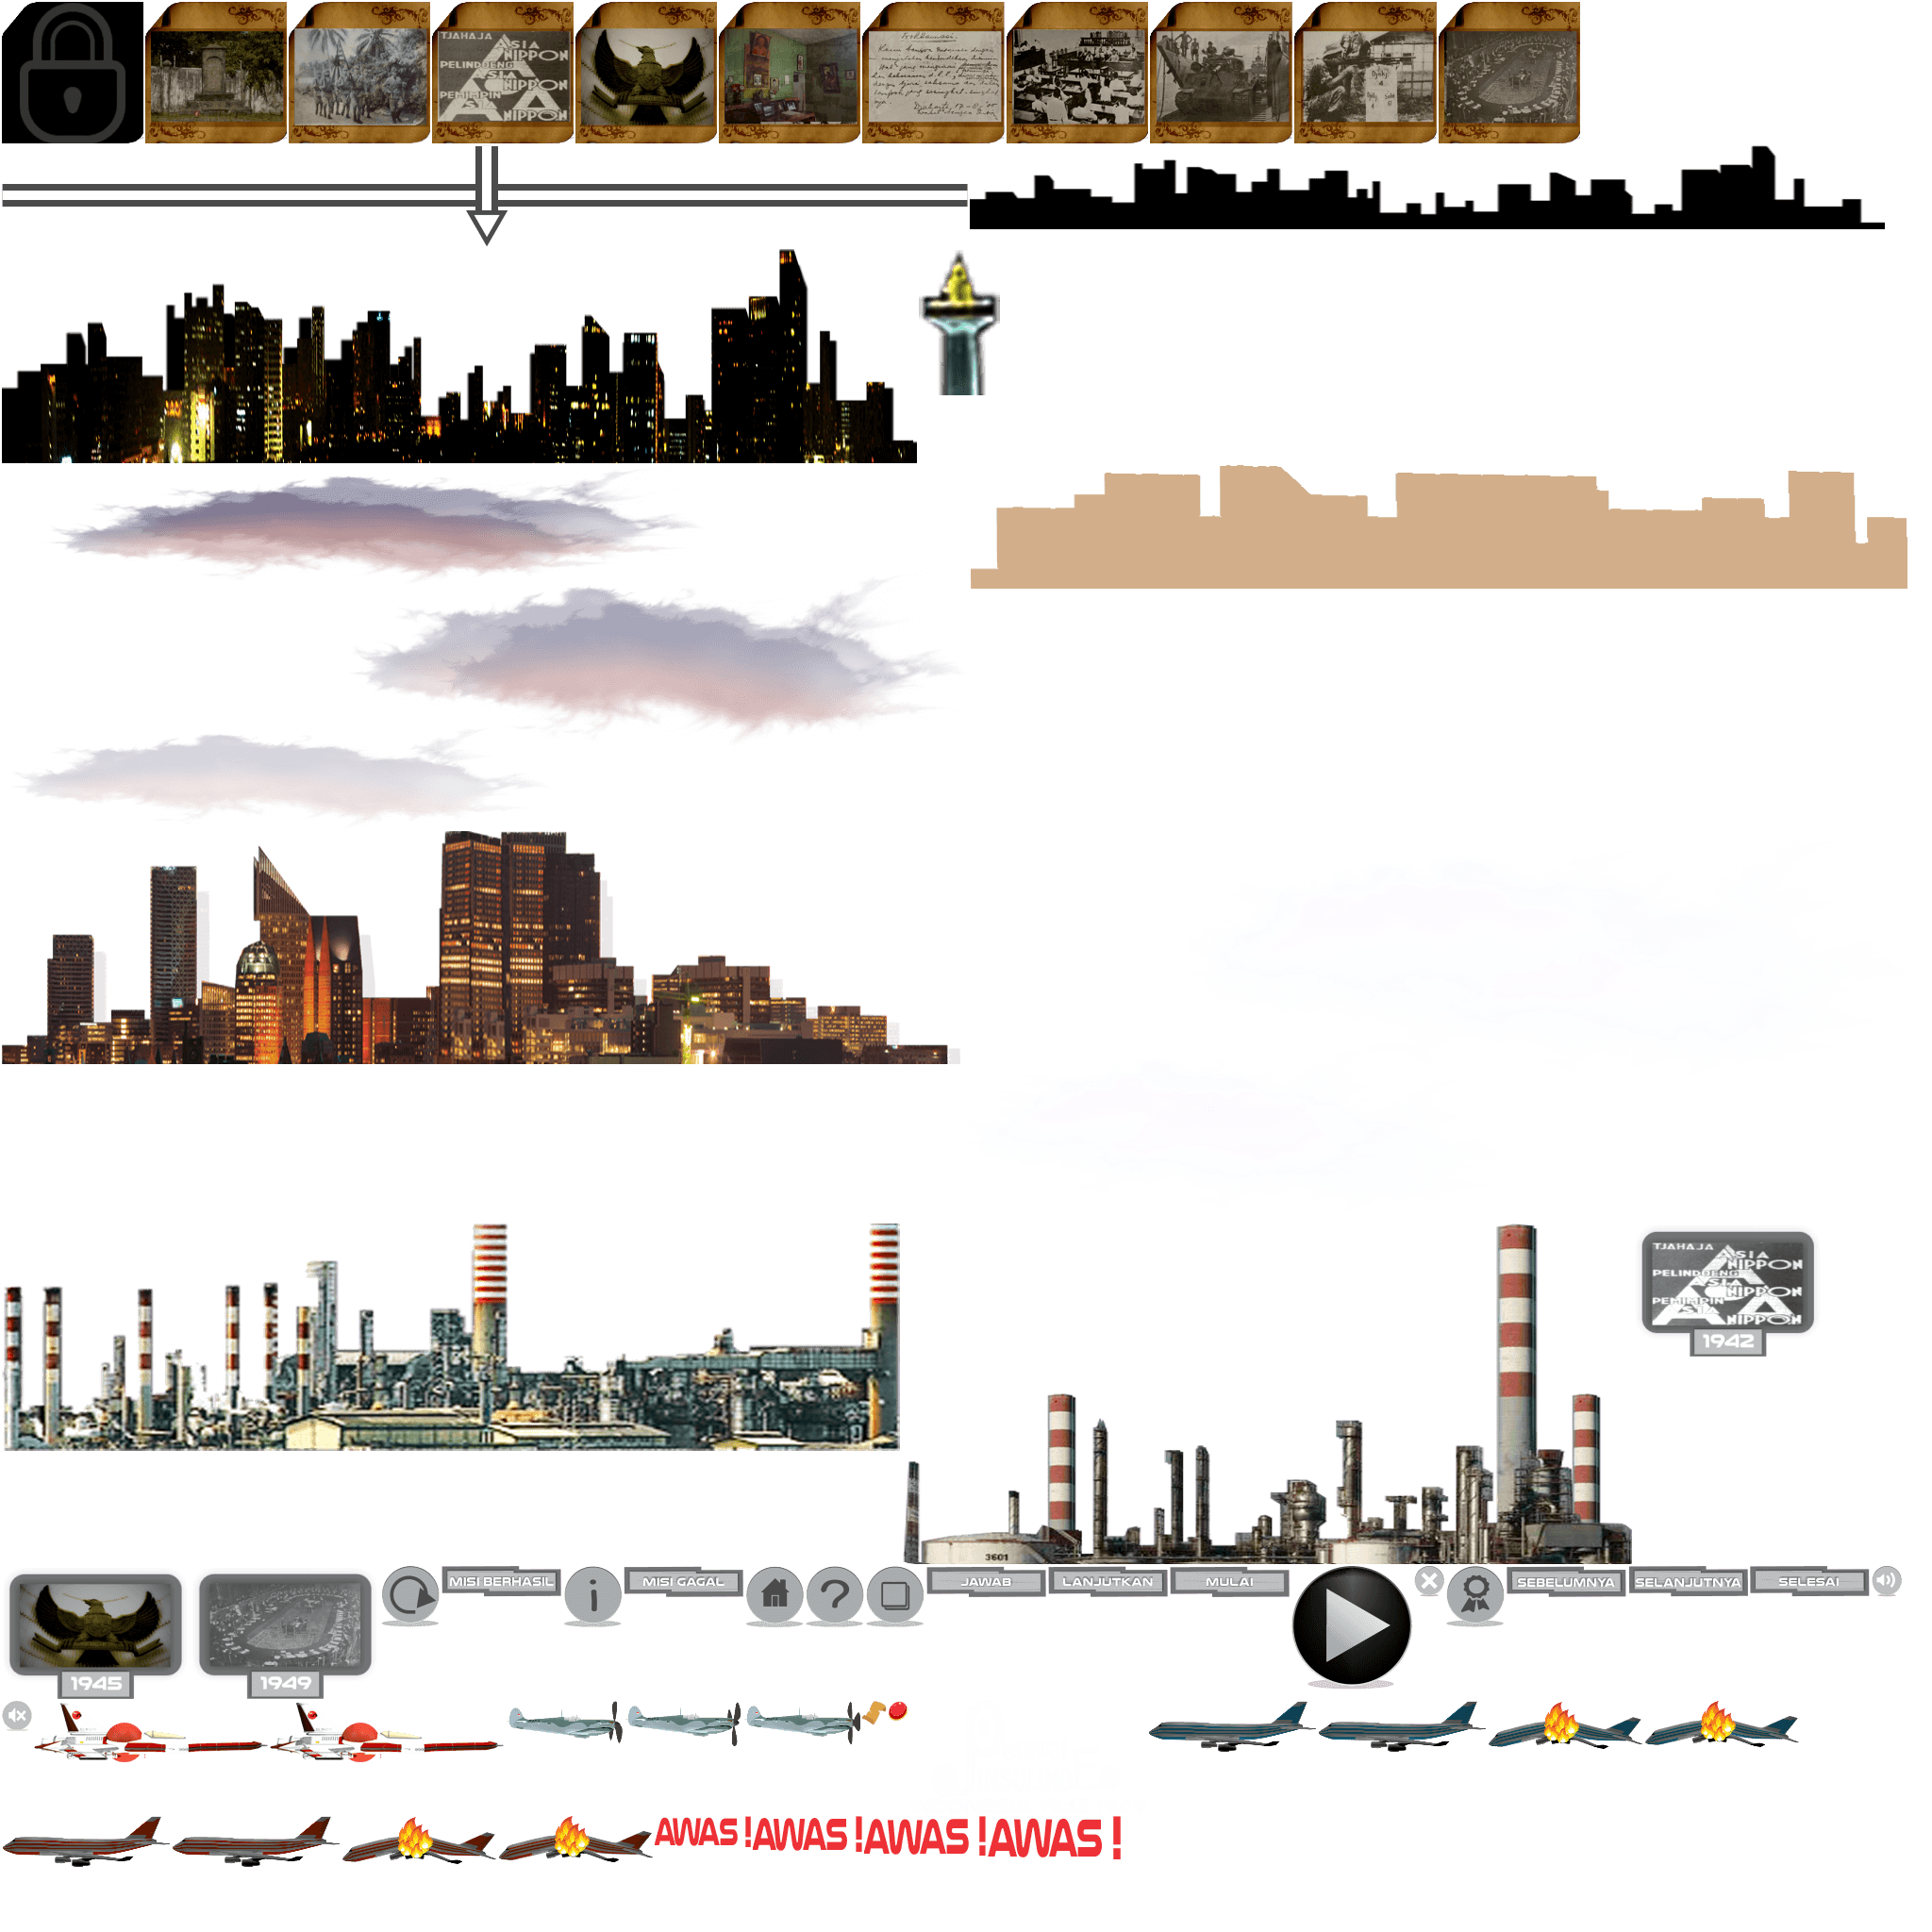 TJAHAJA
ASIA
NIPPON
PELINDOENG
ASIA
NIPPON
PEMIMPIN
ASIA
NIPPON
Proklamasi.
TJAHAJA
ASIA
NIPPON
PELINDOENG
ASIA
NIPPON
PEMIMPIN
ASIA
NIPPON
1942
3601
MISI BERHASIL
MISI GAGAL
JAWAB
LANJUTKAN
MULAI
SEBELUMNYA
SELANJUTNYA
SELESAI
1945
1949
AWAS !AWAS !AWAS !AWAS !